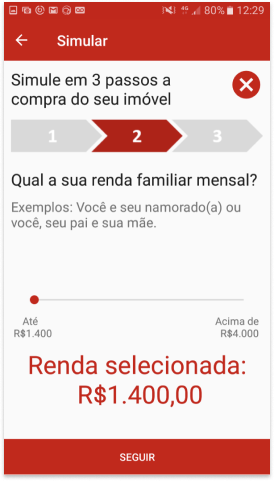 4G 80% 12:29
Simular
Simule em 3 passos a
compra do seu imóvel
1 2 3
Qual a sua renda familiar mensal?
Exemplos: Você e seu namorado(a) ou
você, seu pai e sua mãe.
Até Acima de
R$1.400 R$4.000
Renda selecionada:
R$1.400,00
SEGUIR